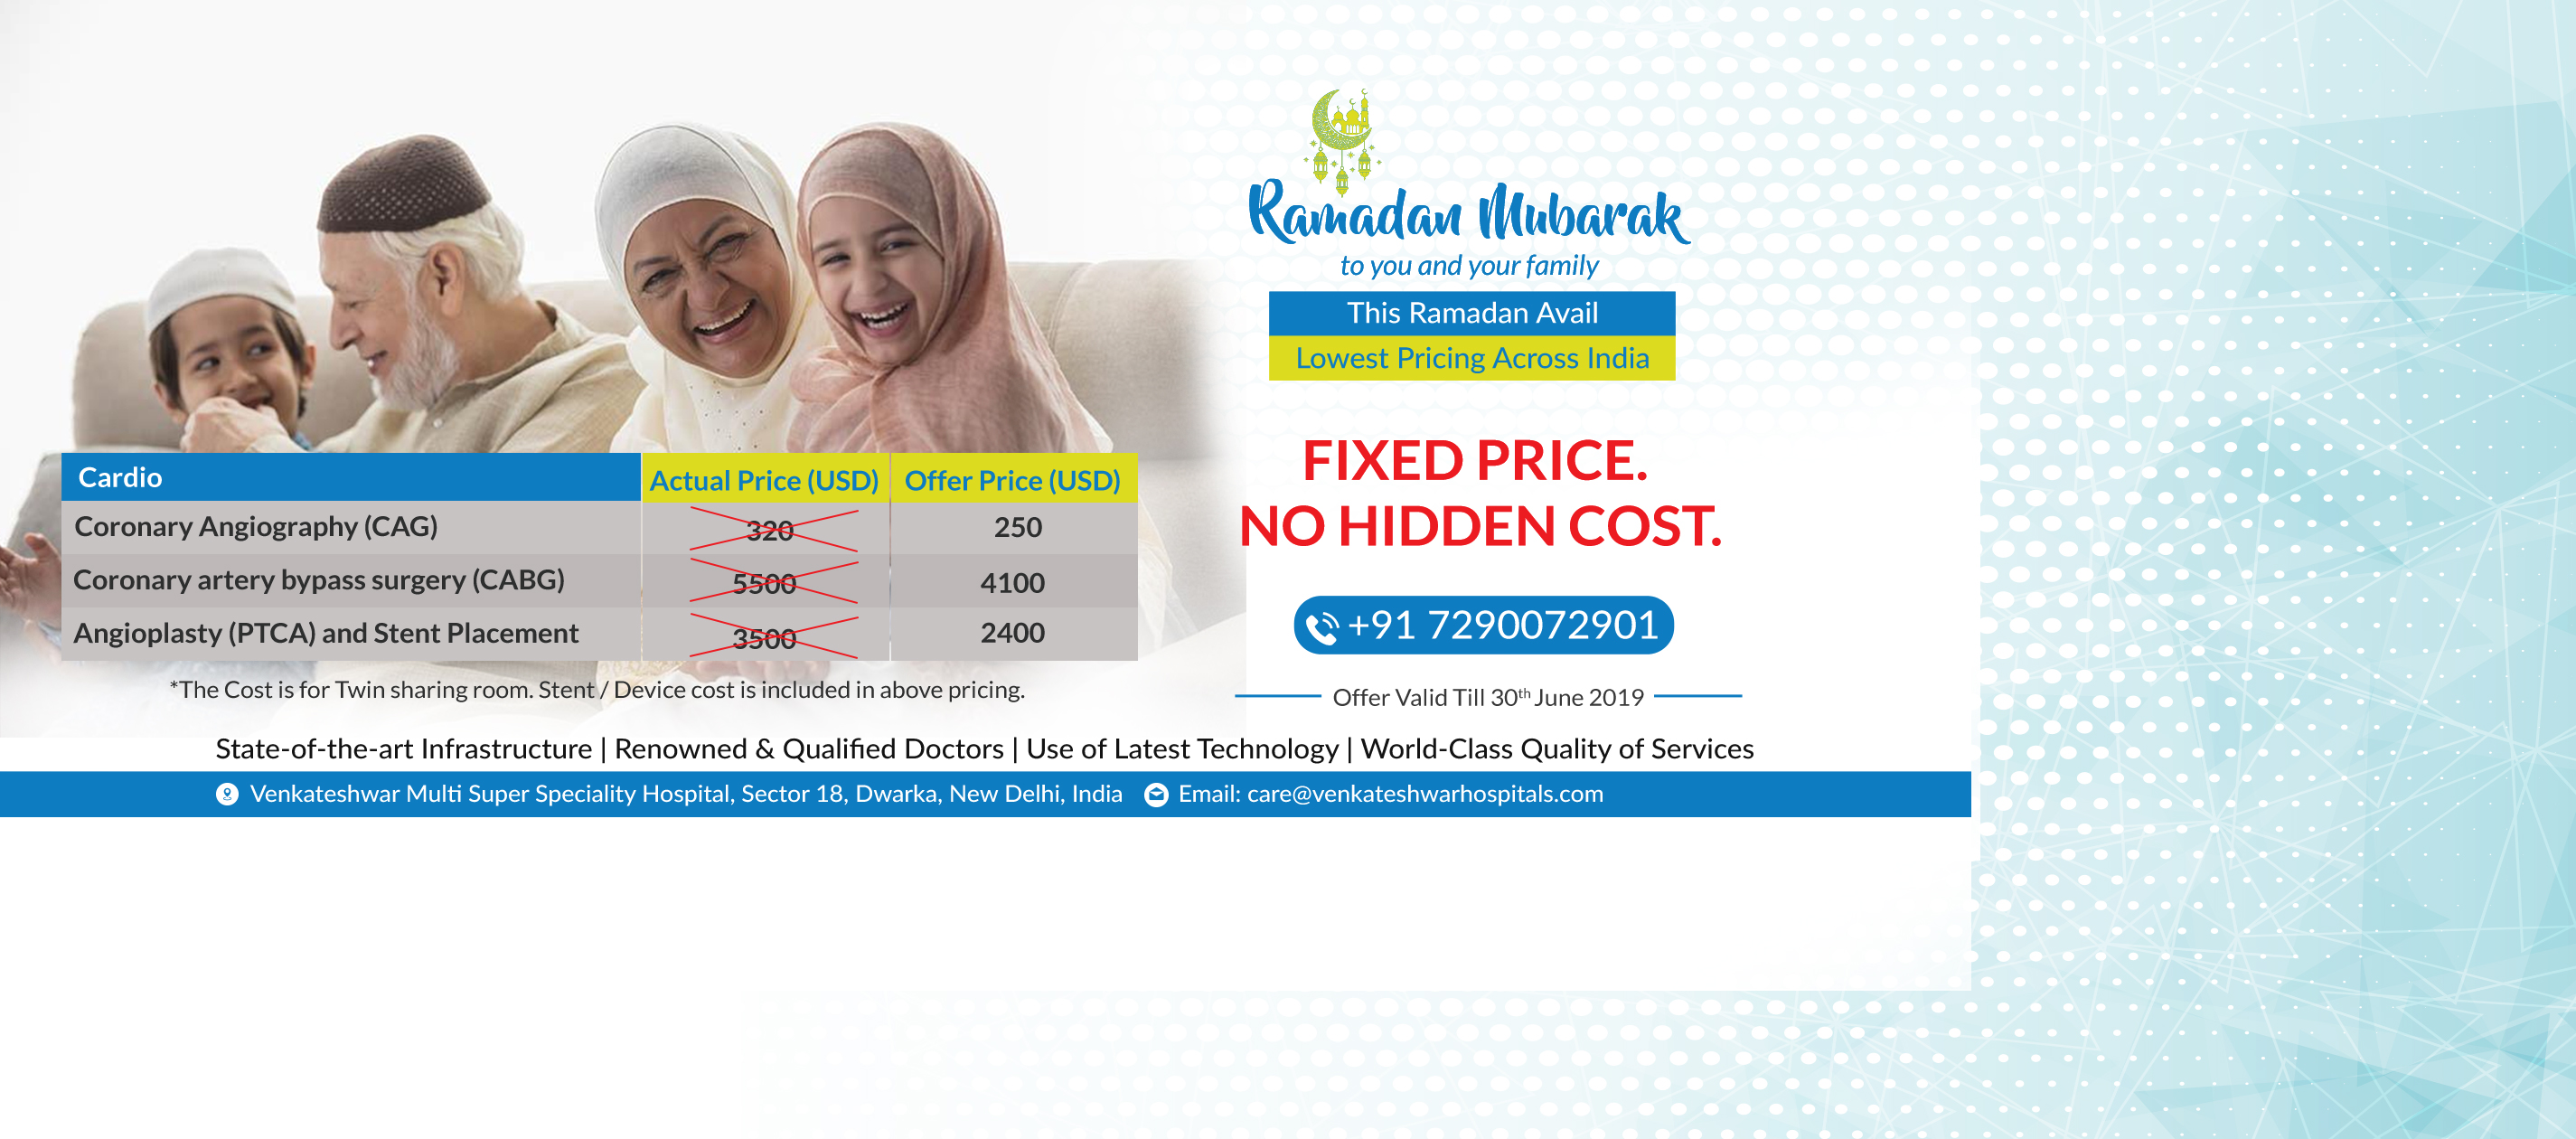 Ramadan Mubarak
to you and your family
This Ramadan Avail
Lowest Pricing Across India
FIXED PRICE.
NO HIDDEN COST.
+91 7290072901
Offer Valid Till 30th June 2019
Cardio Actual Price (USD) Offer Price (USD)
Coronary Angiography (CAG) 320 250
Coronary artery bypass surgery (CABG) 5500 4100
Angioplasty (PTCA) and Stent Placement 3500 2400
*The Cost is for Twin sharing room. Stent / Device cost is included in above pricing.
State-of-the-art Infrastructure | Renowned & Qualified Doctors | Use of Latest Technology | World-Class Quality of Services
Venkateshwar Multi Super Speciality Hospital, Sector 18, Dwarka, New Delhi, India Email: care@venkateshwarhospitals.com